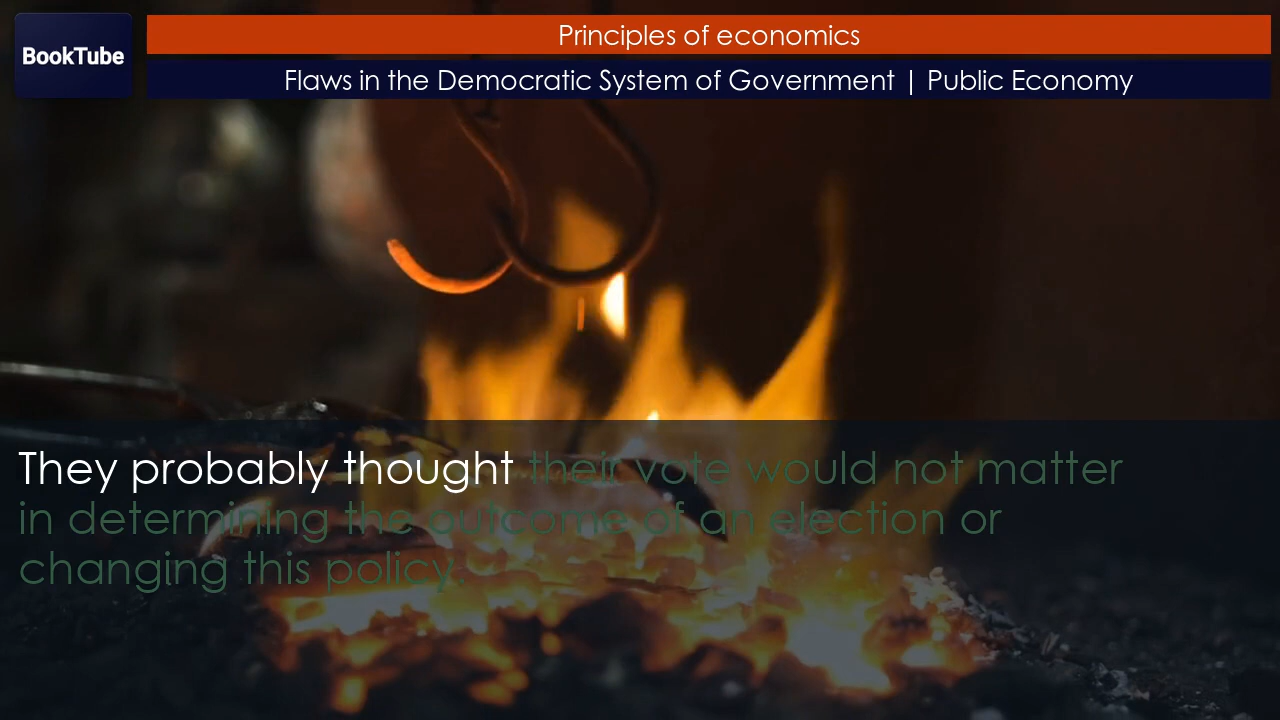 BookTube
Principles of economics
Flaws in the Democratic System of Government | Public Economy
They probably thought their vote would not matter
in determining the outcome of an election or
changing this policy.